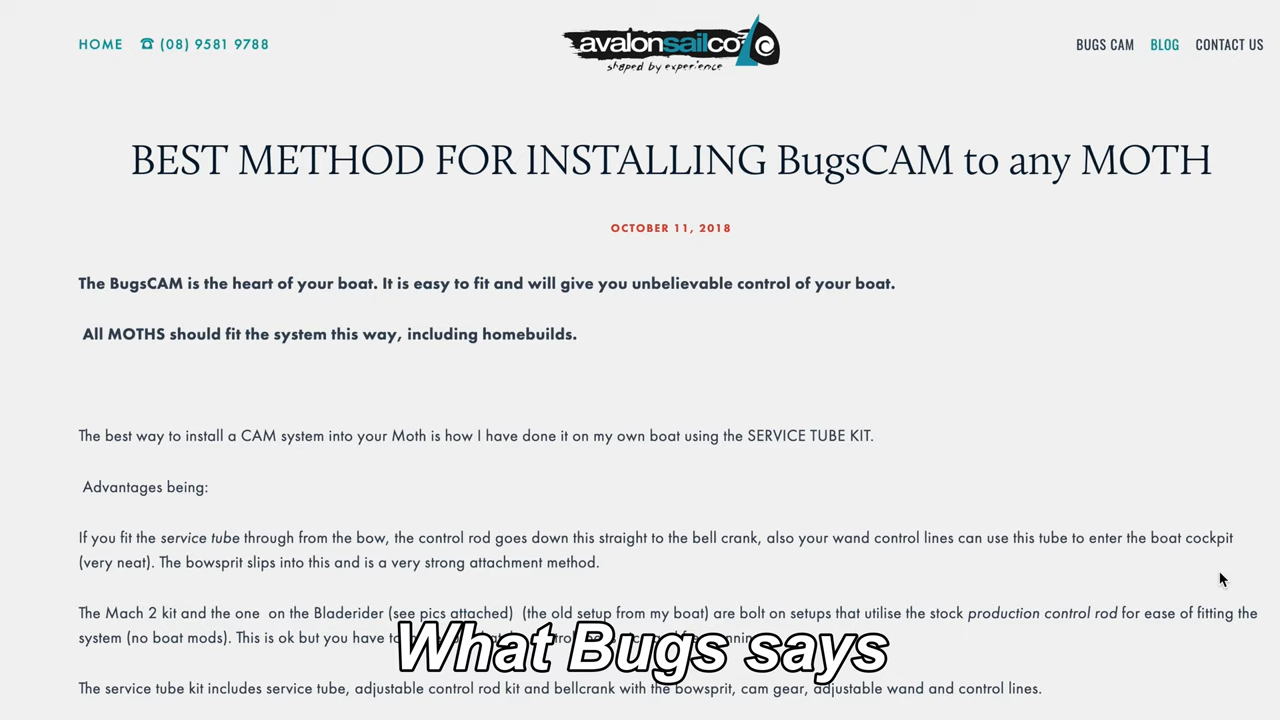 HOME ☎ (08) 9581 9788
avalonsailco
shaped by experience
BUGS CAM BLOG CONTACT US
BEST METHOD FOR INSTALLING BugsCAM to any MOTH
OCTOBER 11, 2018
The BugsCAM is the heart of your boat. It is easy to fit and will give you unbelievable control of your boat.
All MOTHS should fit the system this way, including homebuilds.
The best way to install a CAM system into your Moth is how I have done it on my own boat using the SERVICE TUBE KIT.
Advantages being:
If you fit the service tube through from the bow, the control rod goes down this straight to the bell crank, also your wand control lines can use this tube to enter the boat cockpit
(very neat). The bowsprit slips into this and is a very strong attachment method.
The Mach 2 kit and the one on the Bladerider (see pics attached) (the old setup from my boat) are bolt on setups that utilise the stock production control rod for ease of fitting the
system (no boat mods). This is ok but you have to
What Bugs says
The service tube kit includes service tube, adjustable control rod kit and bellcrank with the bowsprit, cam gear, adjustable wand and control lines.